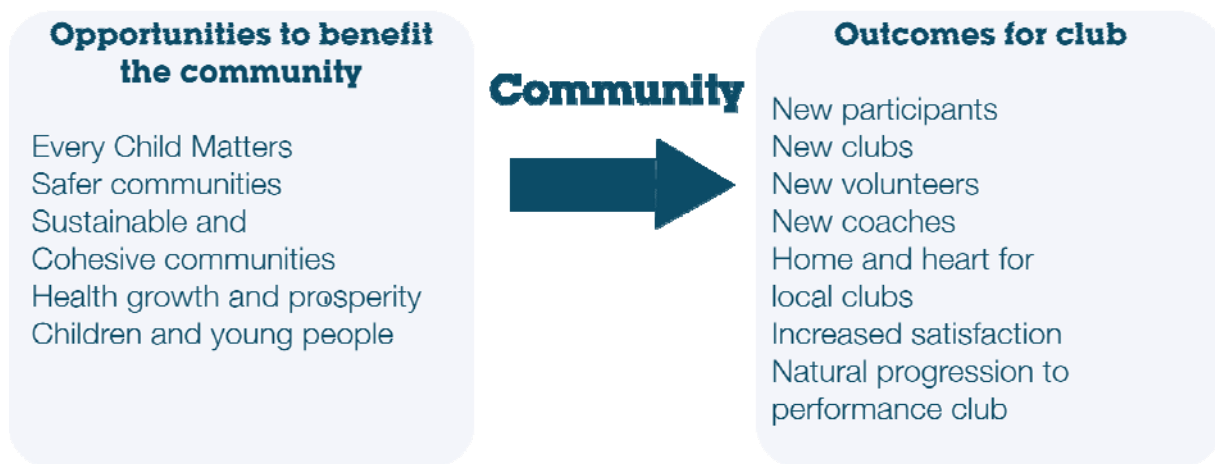 Opportunities to benefit
the community
Every Child Matters
Safer communities
Sustainable and
Cohesive communities
Health growth and prosperity
Children and young people
Community
Outcomes for club
New participants
New clubs
New volunteers
New coaches
Home and heart for
local clubs
Increased satisfaction
Natural progression to
performance club